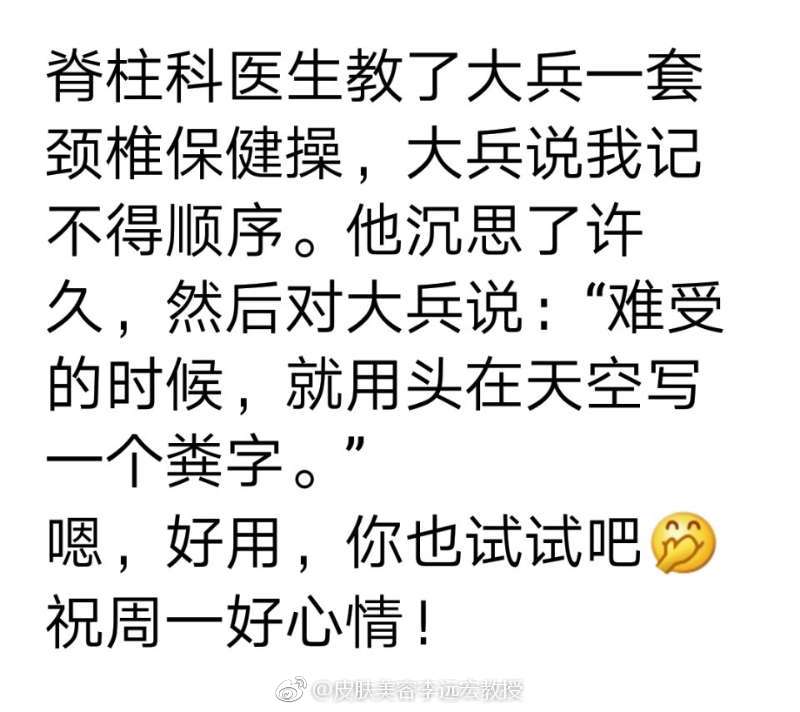 脊柱科医生教了大兵一套
颈椎保健操，大兵说我记
不得顺序。他沉思了许
久，然后对大兵说：“难受
的时候，就用头在天空写
一个粪字。”
嗯，好用，你也试试吧🤭
祝周一好心情！
@皮肤美容李远宏教授